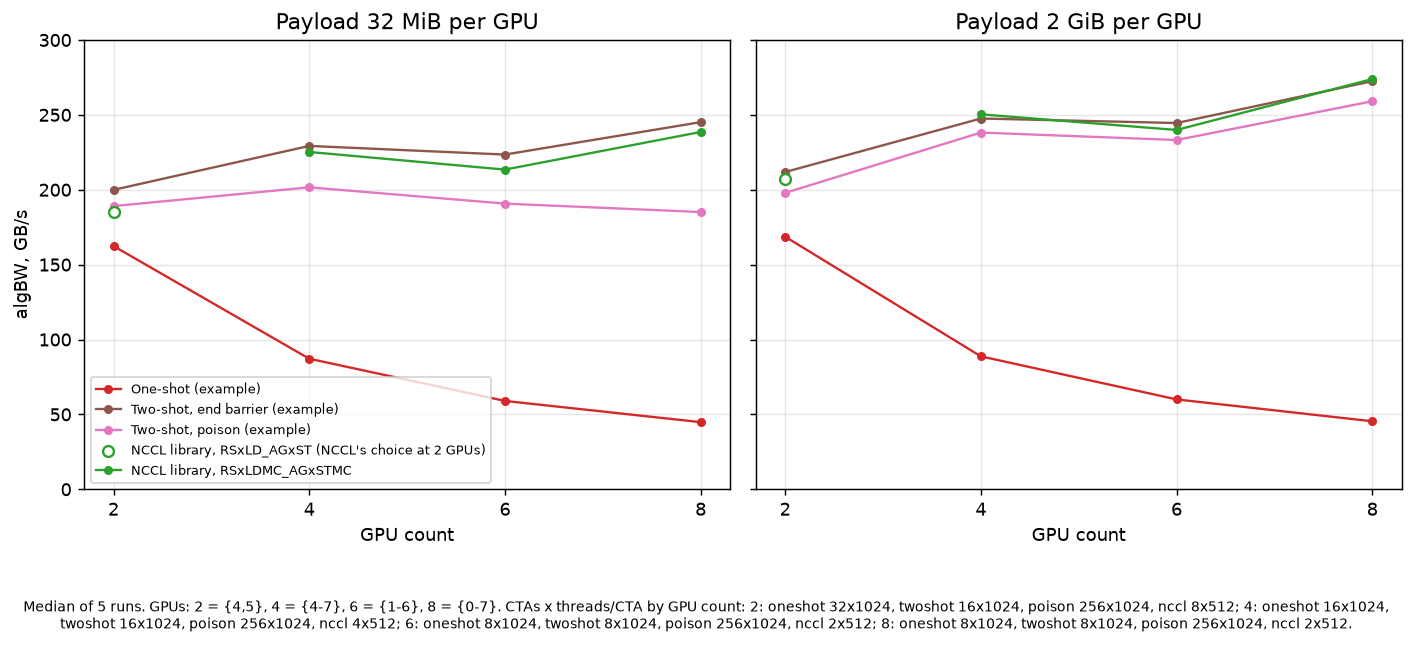 Payload 32 MiB per GPU
Payload 2 GiB per GPU
algBW, GB/s
300
250
200
150
100
50
0
One-shot (example)
Two-shot, end barrier (example)
Two-shot, poison (example)
NCCL library, RSxLD_AGxST (NCCL's choice at 2 GPUs)
NCCL library, RSxLDMC_AGxSTMC
2 4 6 8
2 4 6 8
GPU count
GPU count
Median of 5 runs. GPUs: 2 = {4,5}, 4 = {4-7}, 6 = {1-6}, 8 = {0-7}. CTAs x threads/CTA by GPU count: 2: oneshot 32x1024, twoshot 16x1024, poison 256x1024, nccl 8x512; 4: oneshot 16x1024,
twoshot 16x1024, poison 256x1024, nccl 4x512; 6: oneshot 8x1024, twoshot 8x1024, poison 256x1024, nccl 2x512; 8: oneshot 8x1024, twoshot 8x1024, poison 256x1024, nccl 2x512.